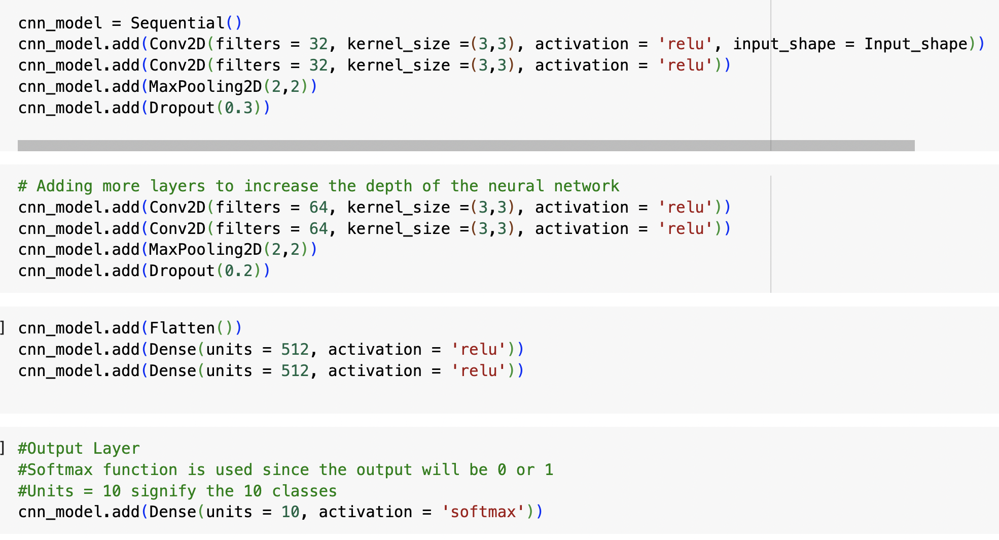 cnn_model = Sequential()
cnn_model.add(Conv2D(filters = 32, kernel_size =(3,3), activation = 'relu', input_shape = Input_shape))
cnn_model.add(Conv2D(filters = 32, kernel_size =(3,3), activation = 'relu'))
cnn_model.add(MaxPooling2D(2,2))
cnn_model.add(Dropout(0.3))
# Adding more layers to increase the depth of the neural network
cnn_model.add(Conv2D(filters = 64, kernel_size =(3,3), activation = 'relu'))
cnn_model.add(Conv2D(filters = 64, kernel_size =(3,3), activation = 'relu'))
cnn_model.add(MaxPooling2D(2,2))
cnn_model.add(Dropout(0.2))
] cnn_model.add(Flatten())
cnn_model.add(Dense(units = 512, activation = 'relu'))
cnn_model.add(Dense(units = 512, activation = 'relu'))
] #Output Layer
#Softmax function is used since the output will be 0 or 1
#Units = 10 signify the 10 classes
cnn_model.add(Dense(units = 10, activation = 'softmax'))